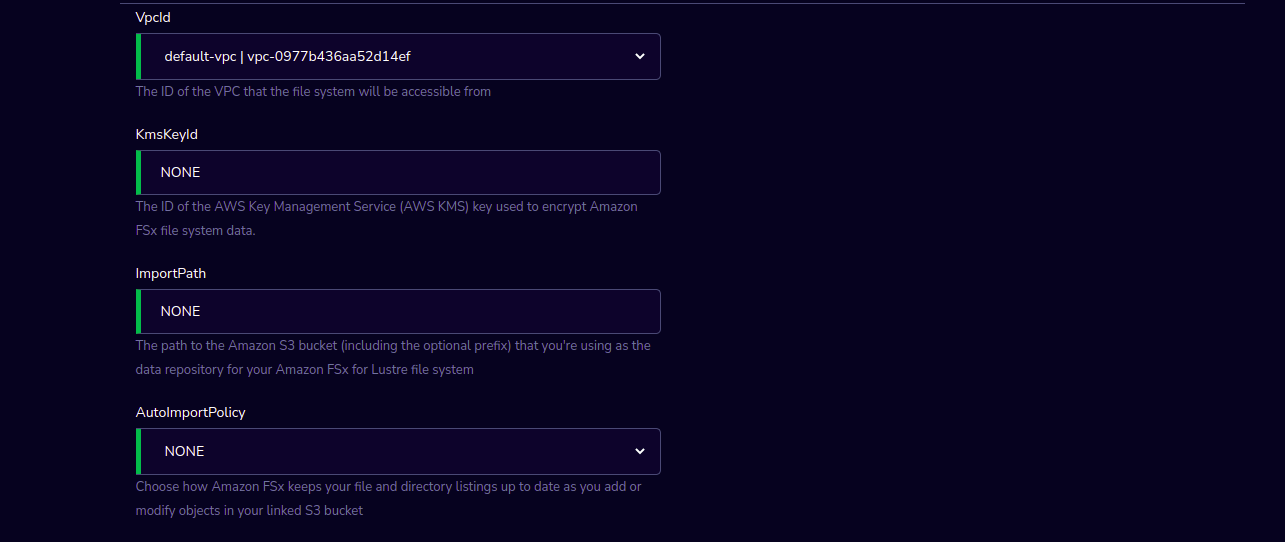 VpcId
default-vpc | vpc-0977b436aa52d14ef
The ID of the VPC that the file system will be accessible from
KmsKeyId
NONE
The ID of the AWS Key Management Service (AWS KMS) key used to encrypt Amazon
FSx file system data.
ImportPath
NONE
The path to the Amazon S3 bucket (including the optional prefix) that you're using as the
data repository for your Amazon FSx for Lustre file system
AutoImportPolicy
NONE
Choose how Amazon FSx keeps your file and directory listings up to date as you add or
modify objects in your linked S3 bucket